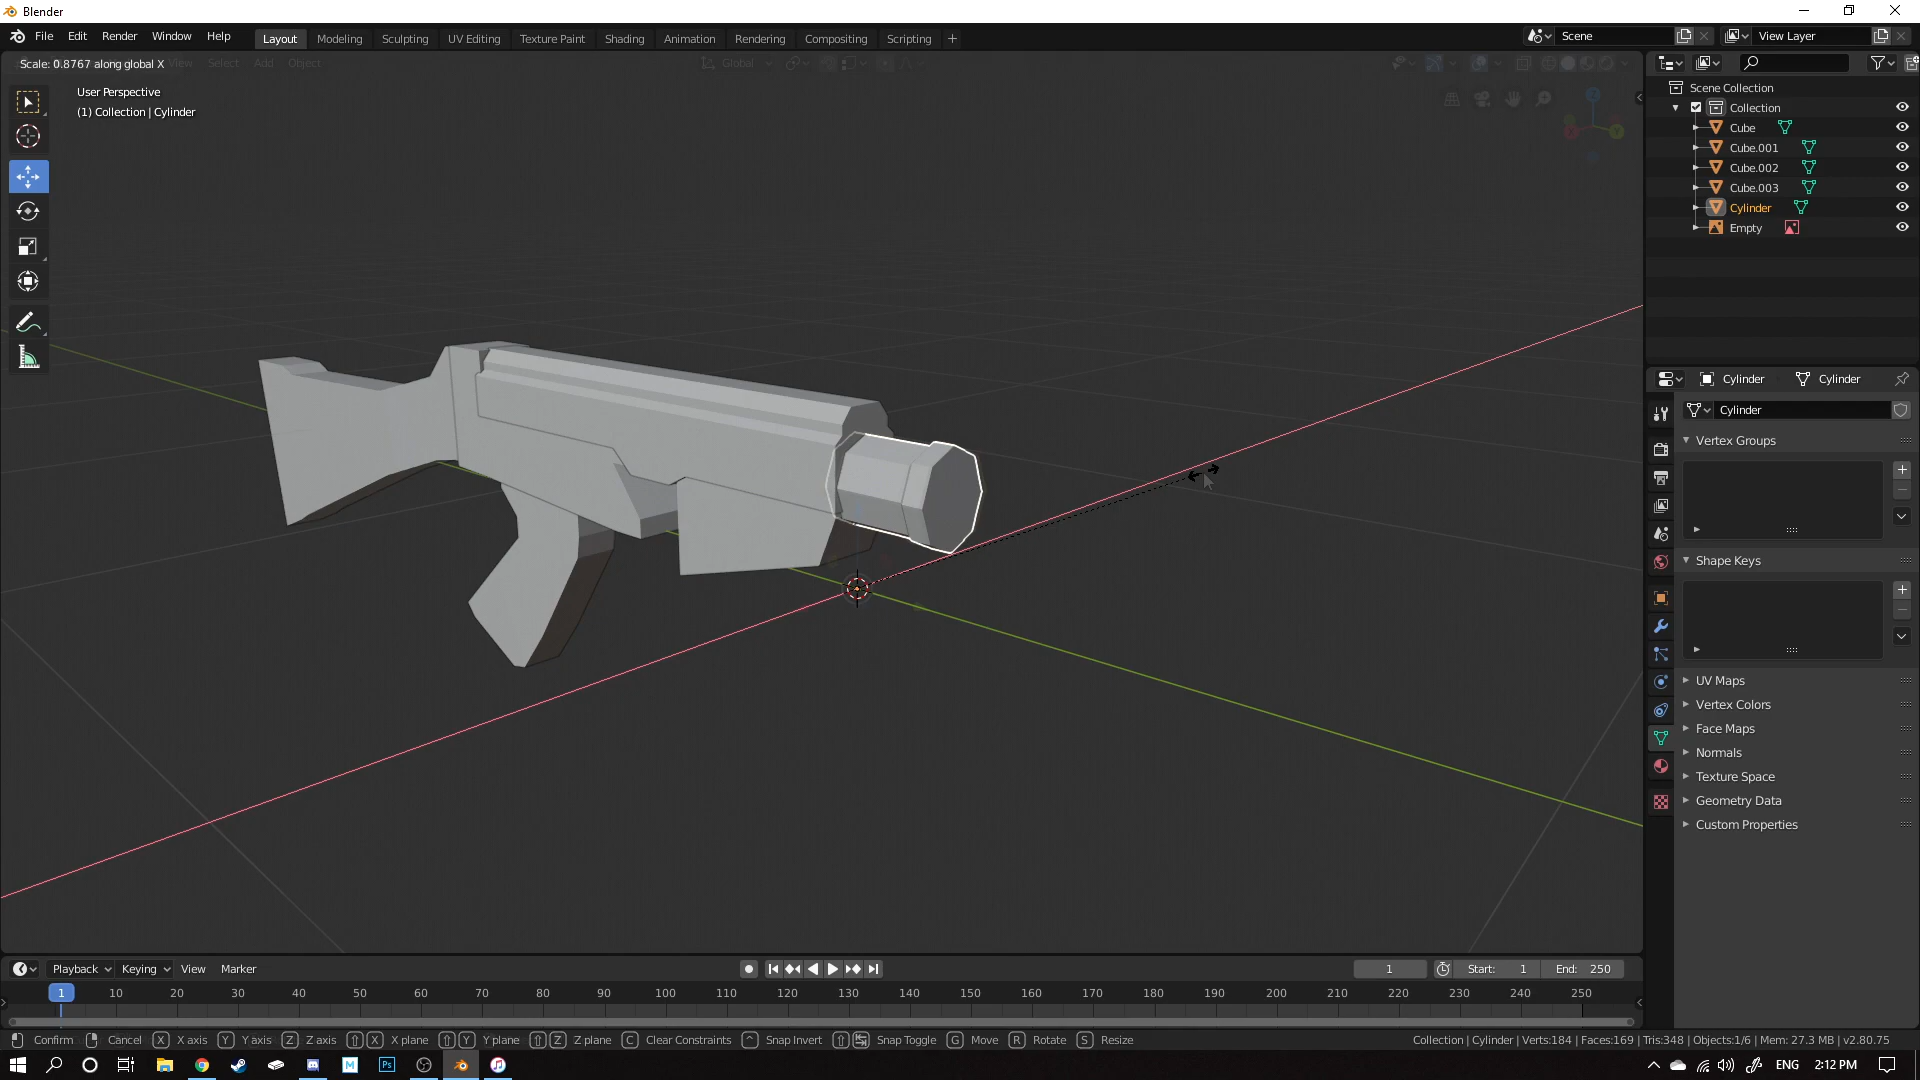 Blender
File Edit Render Window Help
Layout Modeling Sculpting UV Editing Texture Paint Shading Animation Rendering Compositing Scripting
Scene
View Layer
Scale: 0.8767 along global X
View Select Add Object
Global
User Perspective
(1) Collection | Cylinder
Scene Collection
Collection
Cube
Cube.001
Cube.002
Cube.003
Cylinder
Empty
Cylinder Cylinder
Cylinder
Vertex Groups
Shape Keys
UV Maps
Vertex Colors
Face Maps
Normals
Texture Space
Geometry Data
Custom Properties
Playback Keying View Marker
1 Start: 1 End: 250
1 10 20 30 40 50 60 70 80 90 100 110 120 130 140 150 160 170 180 190 200 210 220 230 240 250
Confirm Cancel X X axis Y Y axis Z Z axis X X plane Y Y plane Z Z plane C Clear Constraints Snap Invert Snap Toggle G Move R Rotate S Resize
Collection | Cylinder | Verts:184 | Faces:169 | Tris:348 | Objects:1/6 | Mem: 27.3 MB | v2.80.75
M Ps ENG 2:12 PM